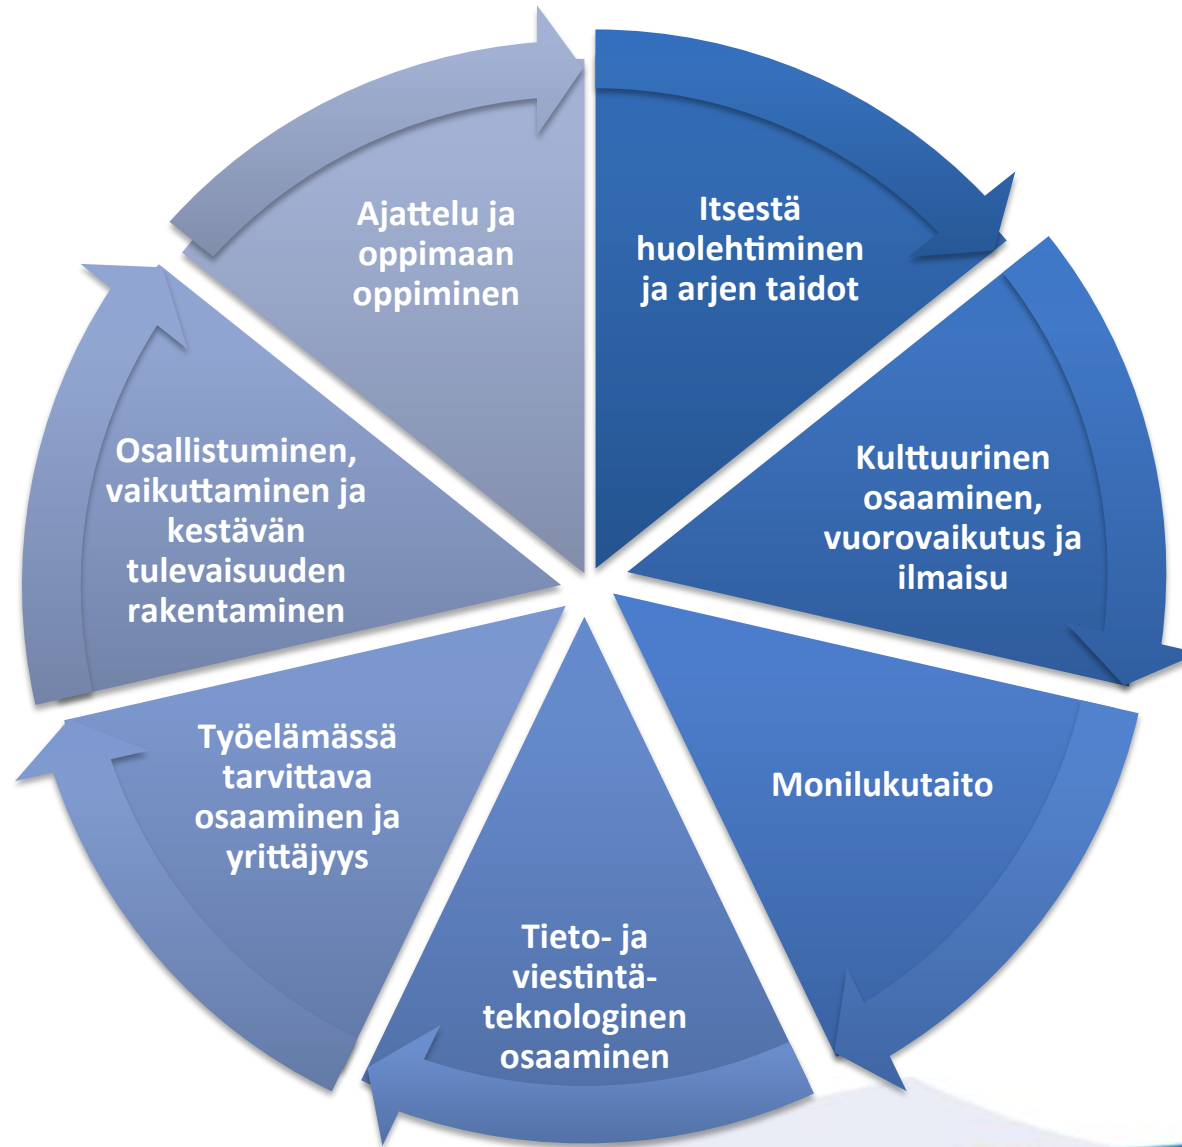 Ajattelu ja
oppimaan
oppiminen
Itsestä
huolehtiminen
ja arjen taidot
Kulttuurinen
osaaminen,
vuorovaikutus ja
ilmaisu
Monilukutaito
Tieto- ja
viestintä-
teknologinen
osaaminen
Työelämässä
tarvittava
osaaminen ja
yrittäjyys
Osallistuminen,
vaikuttaminen ja
kestävän
tulevaisuuden
rakentaminen